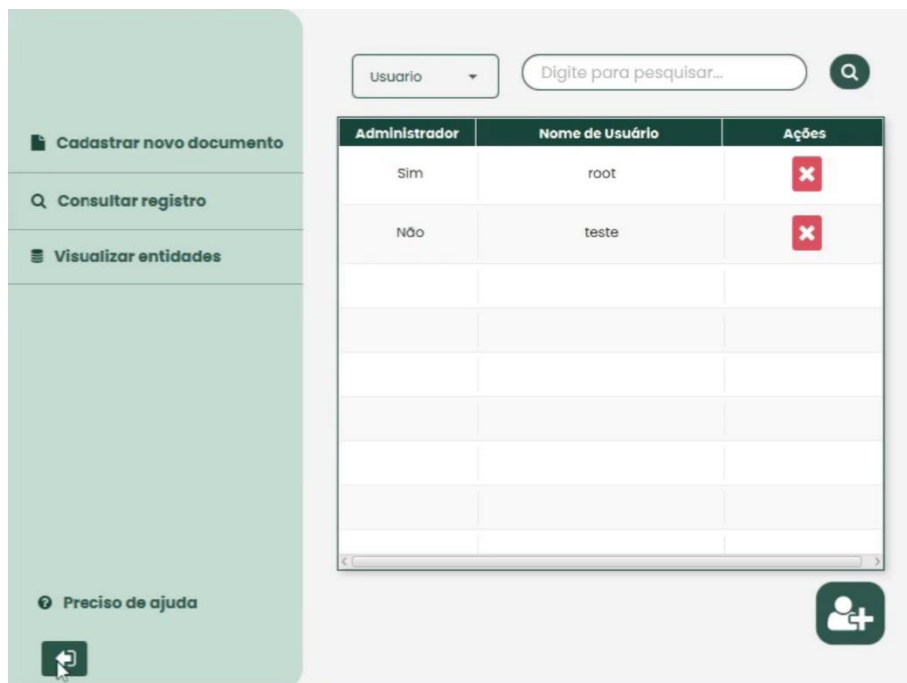 Usuario
Digite para pesquisar...
Cadastrar novo documento
Consultar registro
Visualizar entidades
Administrador Nome de Usuário Ações
Sim root
Não teste
Preciso de ajuda